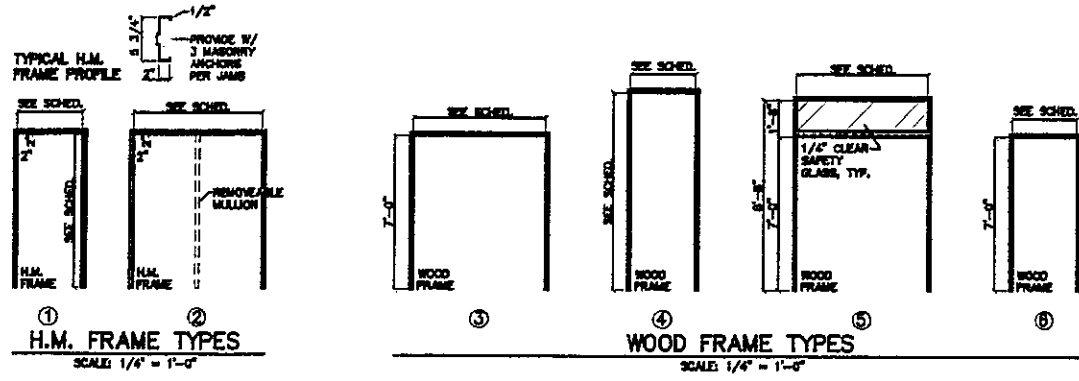 1/2"
5 3/4"
PROVIDE W/
3 MASONRY
ANCHORS
PER JAMB
TYPICAL H.M.
FRAME PROFILE
2"
SEE SCHED.
SEE SCHED.
2"
2"
2"
2"
SEE SCHED.
REMOVEABLE
MULLION
H.M.
FRAME
H.M.
FRAME
1
2
H.M. FRAME TYPES
SCALE: 1/4" = 1'-0"
SEE SCHED.
7'-0"
WOOD
FRAME
3
SEE SCHED.
SEE SCHED.
WOOD
FRAME
4
SEE SCHED.
1/4" CLEAR
SAFETY
GLASS, TYP.
7'-0"
WOOD
FRAME
5
SEE SCHED.
7'-0"
WOOD
FRAME
6
WOOD FRAME TYPES
SCALE: 1/4" = 1'-0"